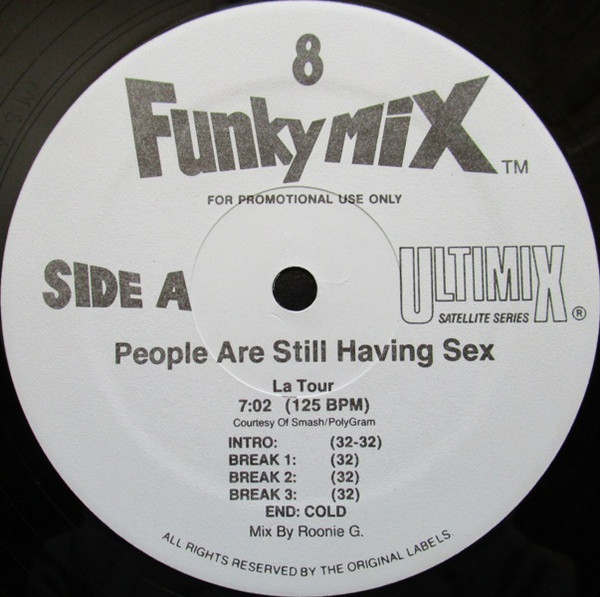 8
Funkymix™
FOR PROMOTIONAL USE ONLY
SIDE A
ULTIMIX®
SATELLITE SERIES
People Are Still Having Sex
La Tour
7:02 (125 BPM)
Courtesy Of Smash/PolyGram
INTRO: (32-32)
BREAK 1: (32)
BREAK 2: (32)
BREAK 3: (32)
END: COLD
Mix By Roonie G.
ALL RIGHTS RESERVED BY THE ORIGINAL LABELS.